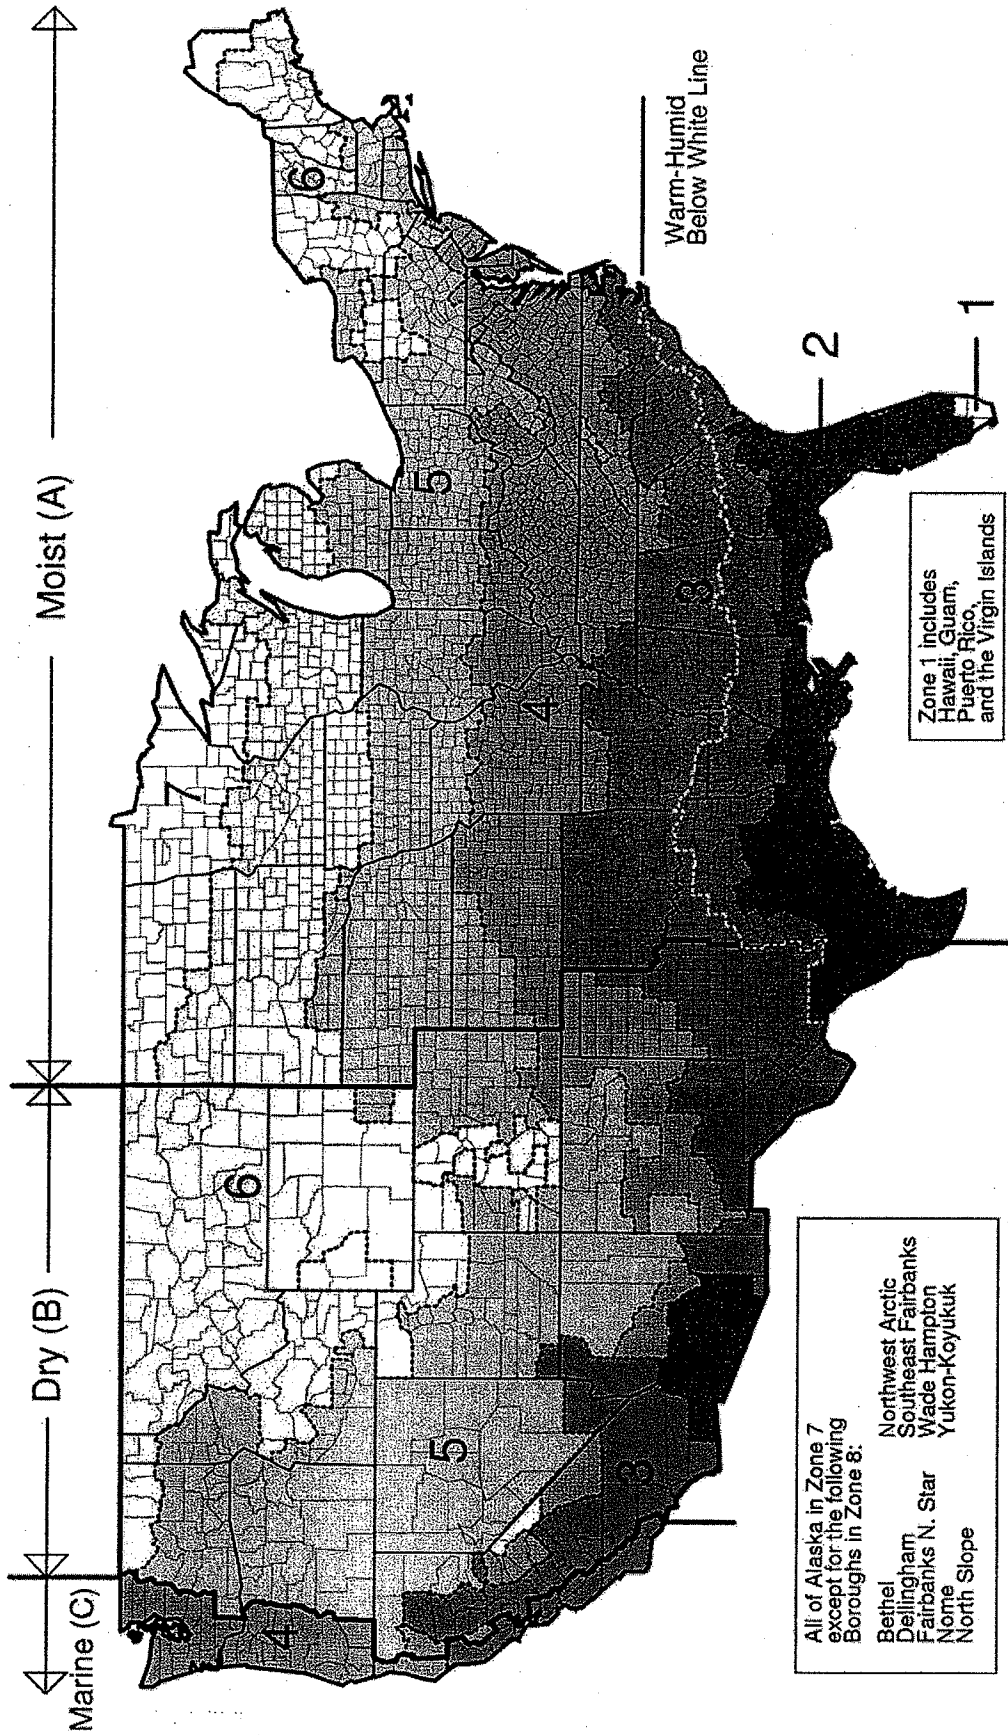 Marine (C)
Dry (B)
Moist (A)
7
6
6
5
5
4
4
3
3
2
1
Warm-Humid
Below White Line
All of Alaska in Zone 7
except for the following
Boroughs in Zone 8:
Bethel
Dellingham
Fairbanks N. Star
Nome
North Slope
Northwest Arctic
Southeast Fairbanks
Wade Hampton
Yukon-Koyukuk
Zone 1 includes
Hawaii, Guam,
Puerto Rico,
and the Virgin Islands